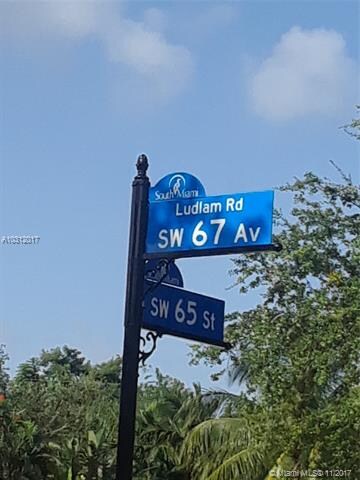 South Miami
Ludlam Rd
SW 67 Av
SW 65 St
A10312017
©Miami MLS© 11/2017